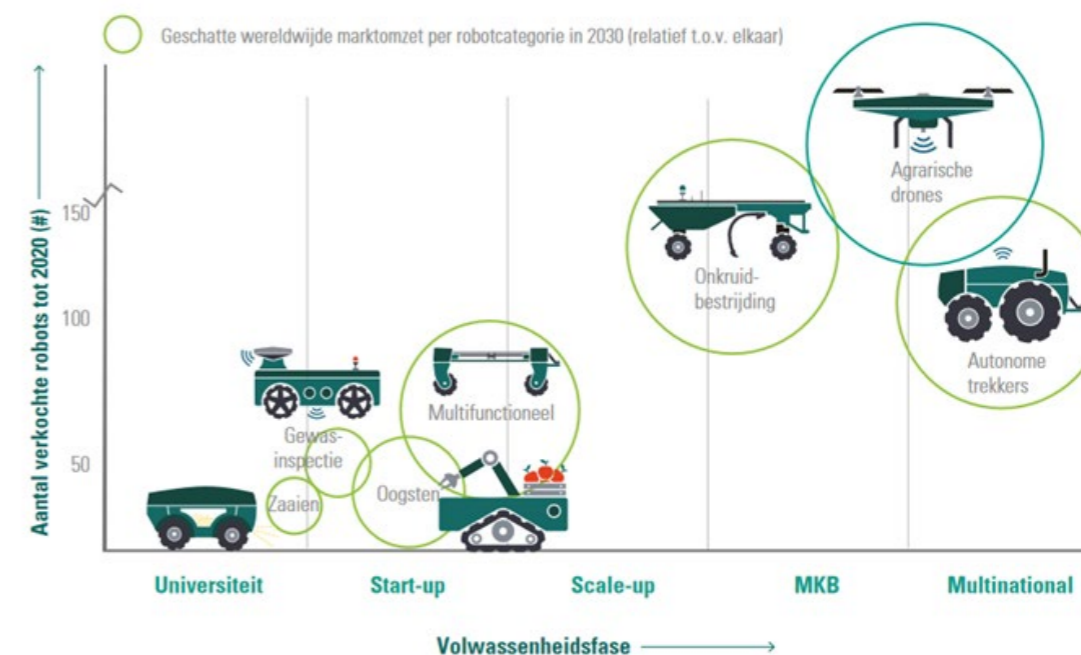 Geschatte wereldwijde marktomzet per robotcategorie in 2030 (relatief t.o.v. elkaar)
Aantal verkochte robots tot 2020 (#)
150
100
50
Agrarische
drones
Onkruid-
bestrijding
Autonome
trekkers
Multifunctioneel
Gewas-
inspectie
Oogsten
Zaaien
Universiteit
Start-up
Scale-up
MKB
Multinational
Volwassenheidsfase